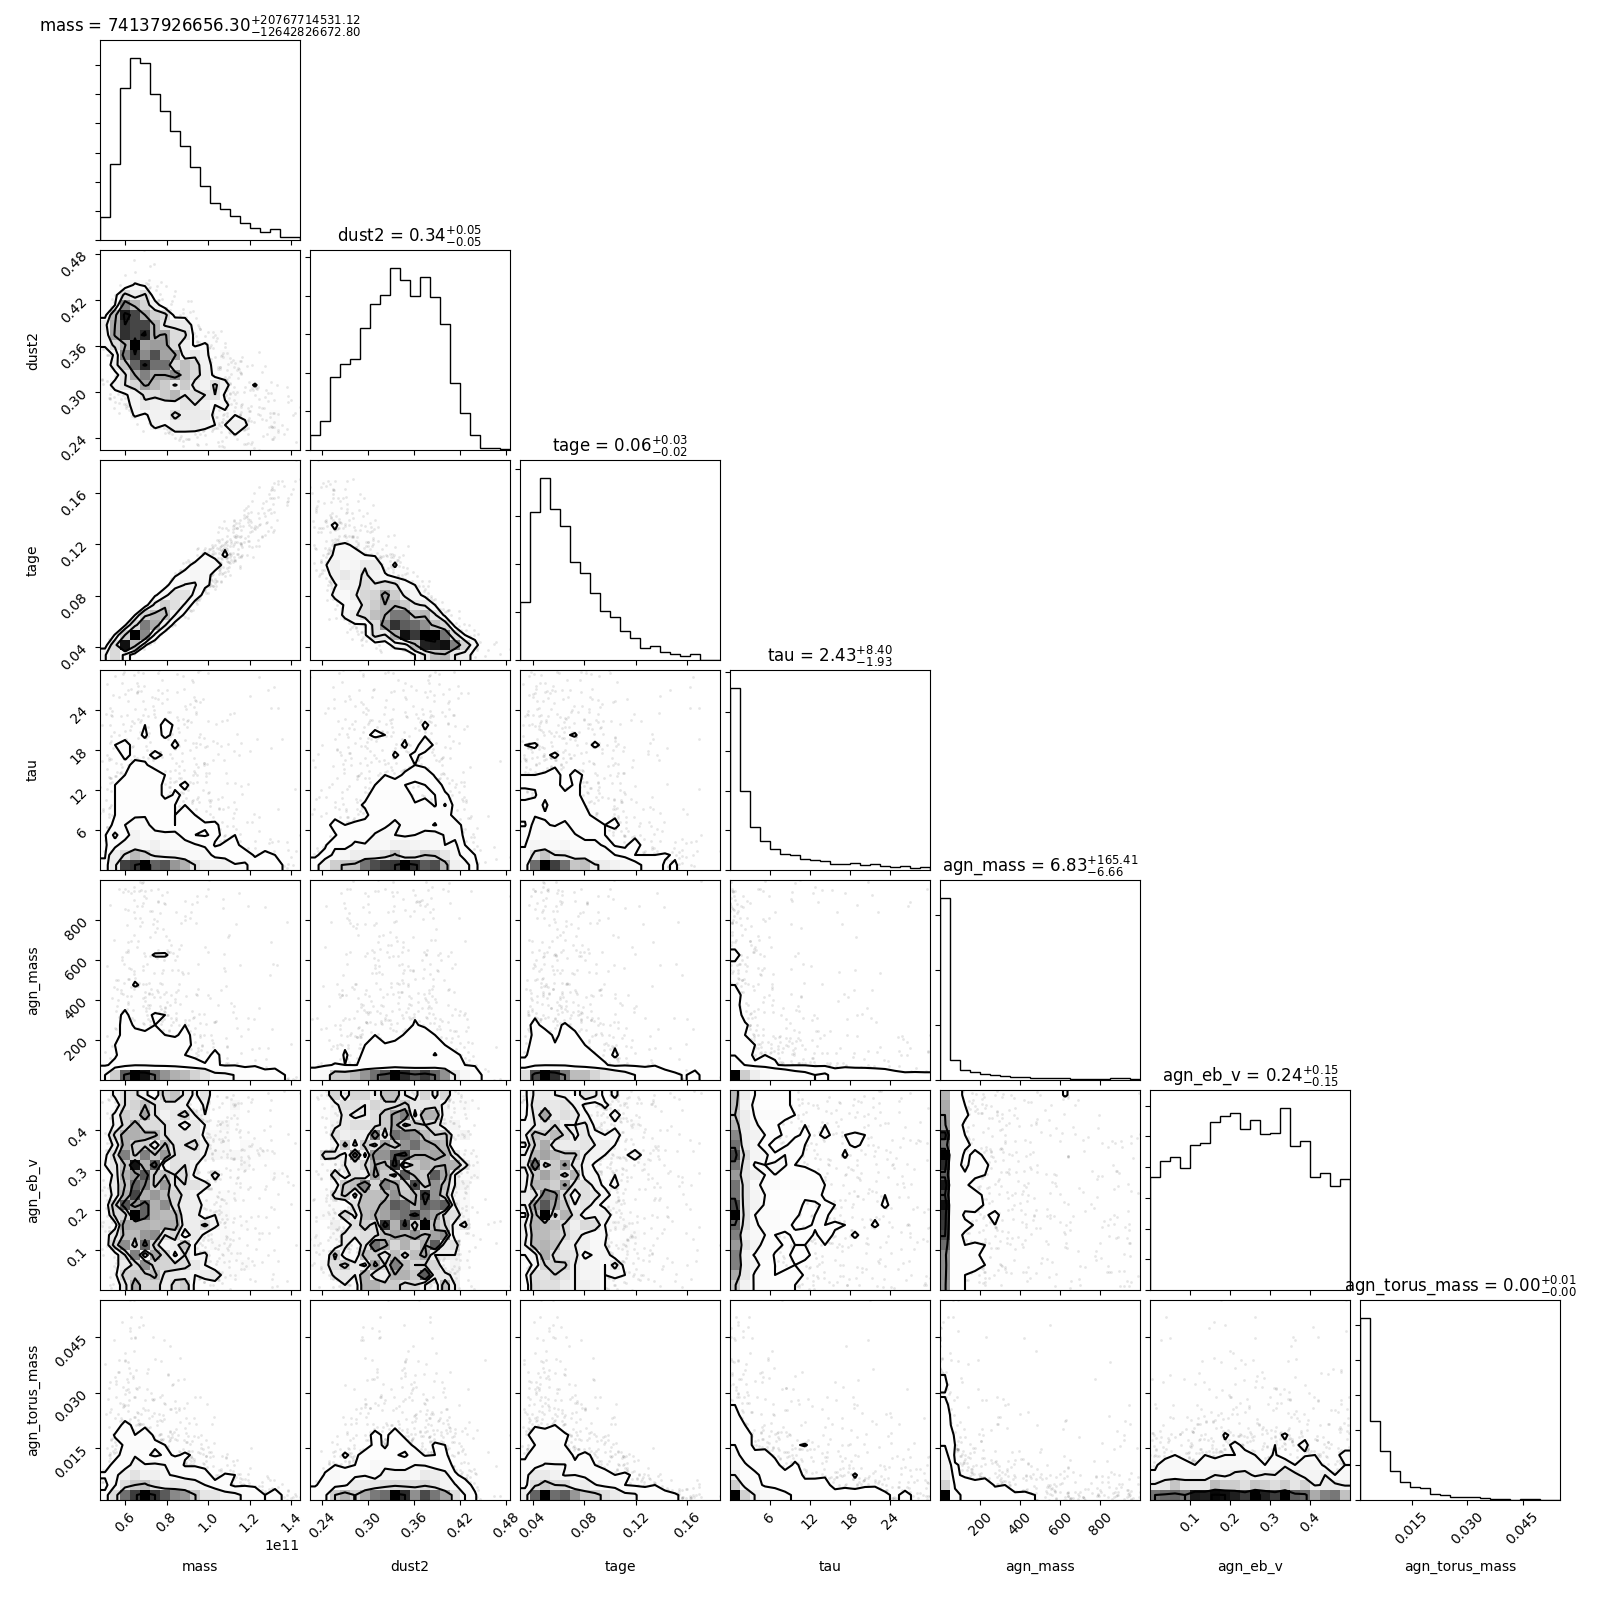 mass = 74137926656.30+20767714531.12−12642826672.80
dust2 = 0.34+0.05−0.05
0.48
0.42
0.36
0.30
0.24
dust2
tage = 0.06+0.03−0.02
0.16
0.12
0.08
0.04
tage
tau = 2.43+8.40−1.93
24
18
12
6
tau
agn_mass = 6.83+165.41−6.66
800
600
400
200
agn_mass
agn_eb_v = 0.24+0.15−0.15
0.4
0.3
0.2
0.1
agn_eb_v
agn_torus_mass = 0.00+0.01−0.00
0.045
0.030
0.015
agn_torus_mass
0.6 0.8 1.0 1.4 0.24 0.30 0.36 0.42 0.48 0.04 0.08 0.12 0.16 6 12 18 24 200 400 600 800 0.1 0.2 0.3 0.4 0.015 0.030 0.045
1e11
mass dust2 tage tau agn_mass agn_eb_v agn_torus_mass